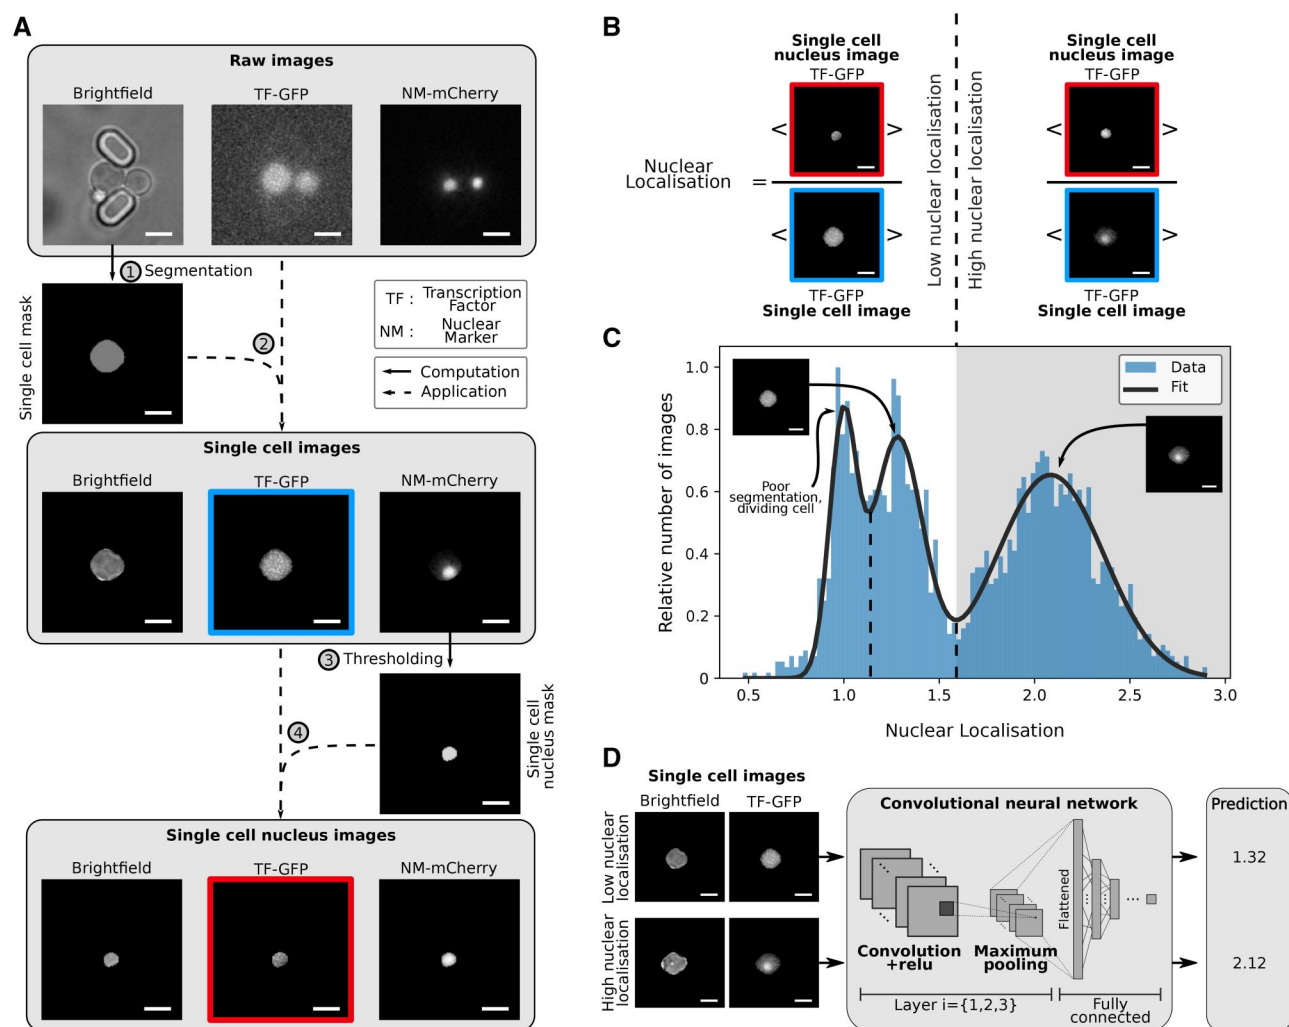 A
Raw images
Brightfield
TF-GFP
NM-mCherry
1 Segmentation
Single cell mask
2
TF : Transcription
Factor
NM : Nuclear
Marker
Computation
Application
Single cell images
Brightfield
TF-GFP
NM-mCherry
3 Thresholding
4
Single cell
nucleus mask
Single cell nucleus images
Brightfield
TF-GFP
NM-mCherry
B
Single cell
nucleus image
TF-GFP
< >
Nuclear
Localisation
=
< >
TF-GFP
Single cell image
Low nuclear localisation
High nuclear localisation
Single cell
nucleus image
TF-GFP
< >
< >
TF-GFP
Single cell image
C
Relative number of images
1.0
0.8
0.6
0.4
0.2
0
Poor
segmentation,
dividing cell
Data
Fit
0.5 1.0 1.5 2.0 2.5 3.0
Nuclear Localisation
D
Single cell images
Brightfield
TF-GFP
Low nuclear
localisation
High nuclear
localisation
Convolutional neural network
Convolution
+relu
Maximum
pooling
Flattened
Layer i={1,2,3}
Fully
connected
Prediction
1.32
2.12